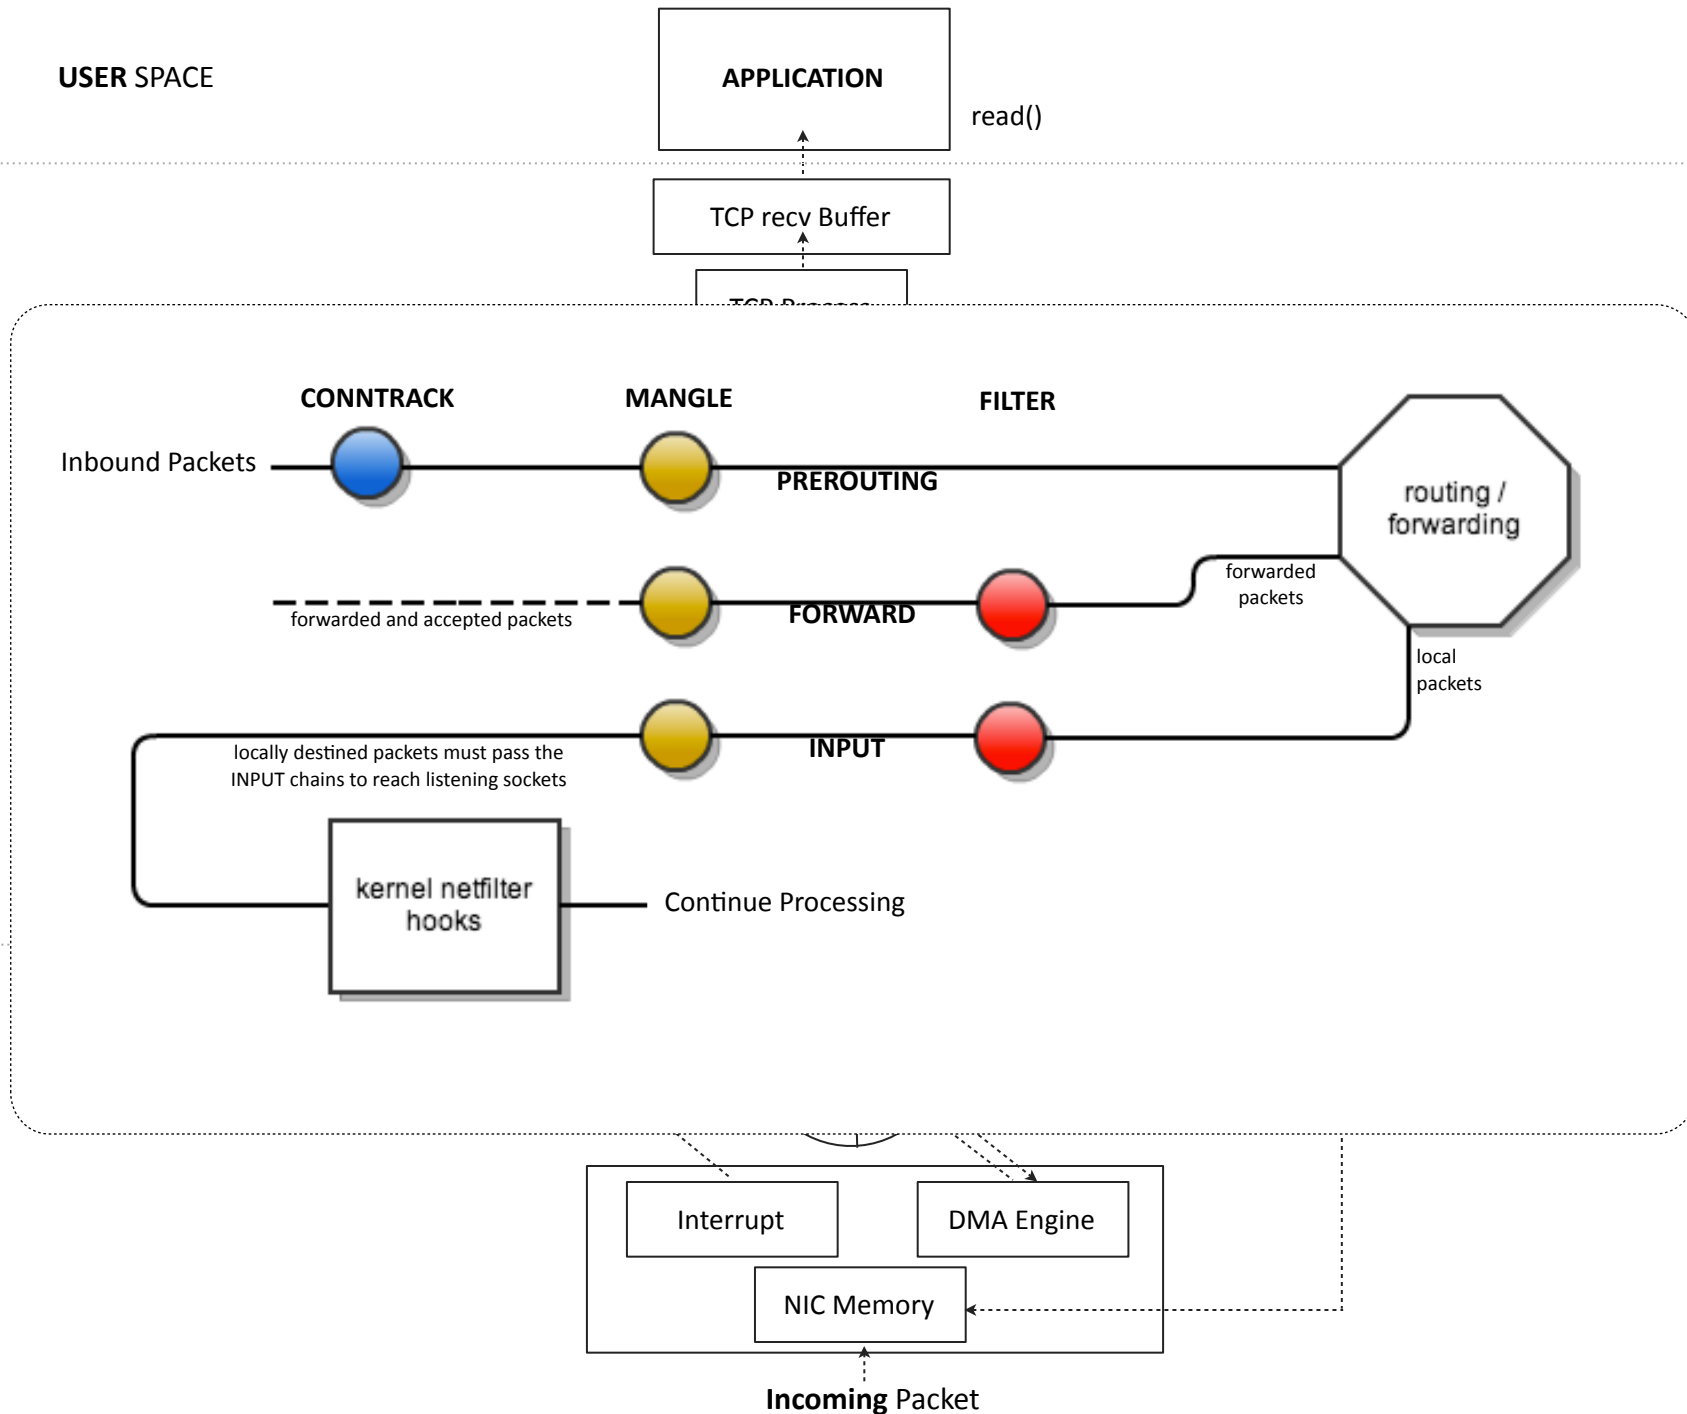 USER SPACE
APPLICATION
read()
TCP recv Buffer
TCP Process
CONNTRACK
MANGLE
FILTER
Inbound Packets
PREROUTING
routing /
forwarding
forwarded
packets
FORWARD
forwarded and accepted packets
local
packets
INPUT
locally destined packets must pass the
INPUT chains to reach listening sockets
kernel netfilter
hooks
Continue Processing
Interrupt
DMA Engine
NIC Memory
Incoming Packet